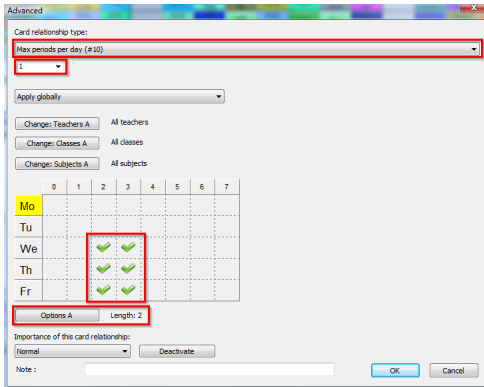 Advanced
Card relationship type:
Max periods per day (#10)
1
Apply globally
Change: Teachers A All teachers
Change: Classes A All classes
Change: Subjects A All subjects
0 1 2 3 4 5 6 7
Mo
Tu
We
Th
Fr
Options A Length: 2
Importance of this card relationship:
Normal Deactivate
Note :
OK Cancel